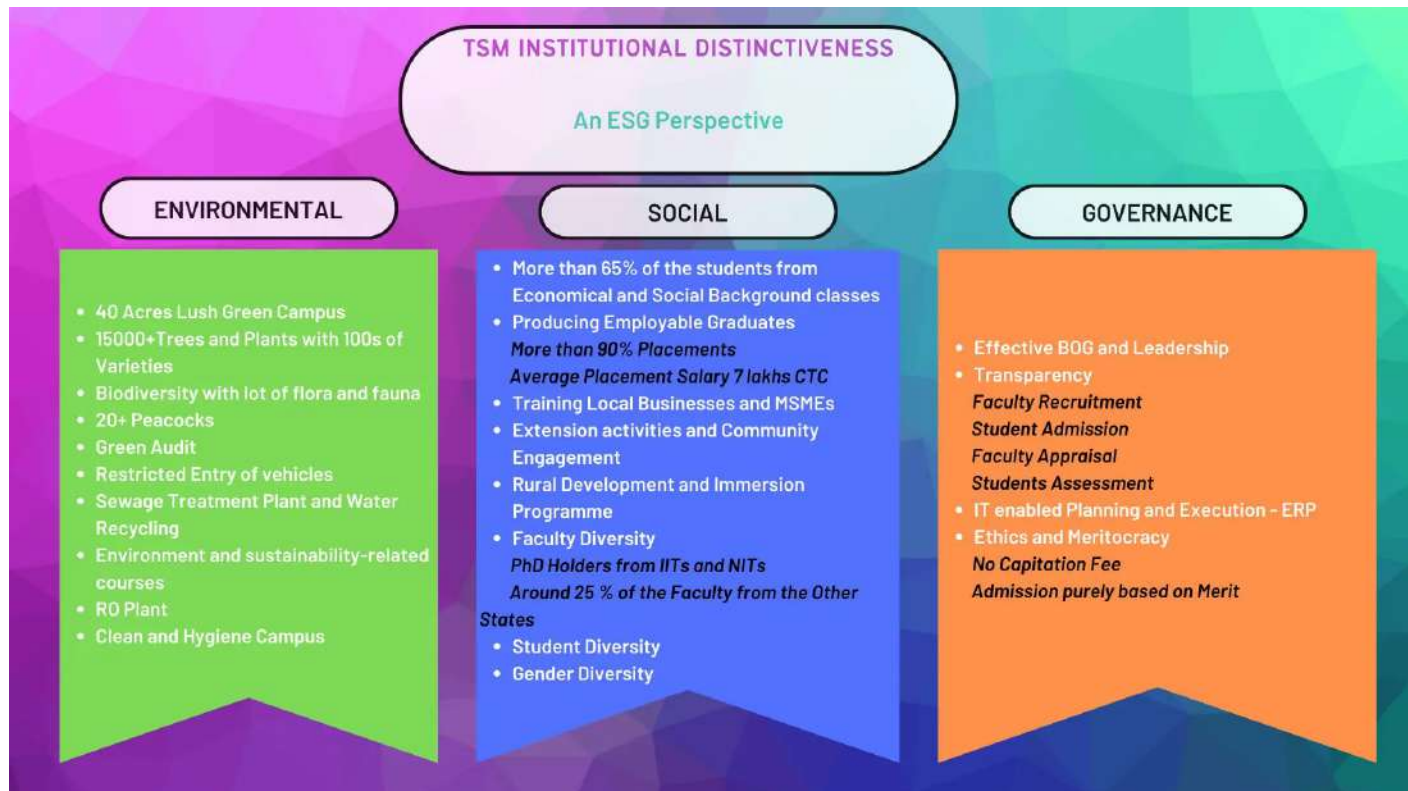 TSM INSTITUTIONAL DISTINCTIVENESS
An ESG Perspective
ENVIRONMENTAL
• 40 Acres Lush Green Campus
• 15000+Trees and Plants with 100s of
Varieties
• Biodiversity with lot of flora and fauna
• 20+ Peacocks
• Green Audit
• Restricted Entry of vehicles
• Sewage Treatment Plant and Water
Recycling
• Environment and sustainability-related
courses
• RO Plant
• Clean and Hygiene Campus
SOCIAL
• More than 65% of the students from
Economical and Social Background classes
• Producing Employable Graduates
More than 90% Placements
Average Placement Salary 7 lakhs CTC
• Training Local Businesses and MSMEs
• Extension activities and Community
Engagement
• Rural Development and Immersion
Programme
• Faculty Diversity
PhD Holders from IITs and NITs
Around 25 % of the Faculty from the Other
States
• Student Diversity
• Gender Diversity
GOVERNANCE
• Effective BOG and Leadership
• Transparency
Faculty Recruitment
Student Admission
Faculty Appraisal
Students Assessment
• IT enabled Planning and Execution - ERP
• Ethics and Meritocracy
No Capitation Fee
Admission purely based on Merit